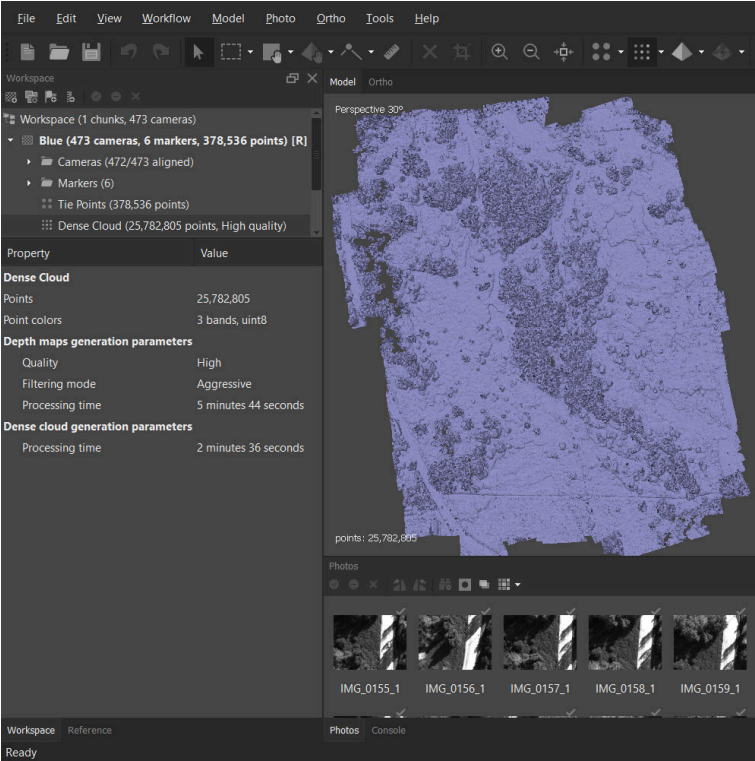 File Edit View Workflow Model Photo Ortho Tools Help
Workspace
Workspace (1 chunks, 473 cameras)
Blue (473 cameras, 6 markers, 378,536 points) [R]
Cameras (472/473 aligned)
Markers (6)
Tie Points (378,536 points)
Dense Cloud (25,782,805 points, High quality)
Property Value
Dense Cloud
Points 25,782,805
Point colors 3 bands, uint8
Depth maps generation parameters
Quality High
Filtering mode Aggressive
Processing time 5 minutes 44 seconds
Dense cloud generation parameters
Processing time 2 minutes 36 seconds
Workspace Reference
Ready
Model Ortho
Perspective 30°
points: 25,782,805
Photos
IMG_0155_1 IMG_0156_1 IMG_0157_1 IMG_0158_1 IMG_0159_1
Photos Console